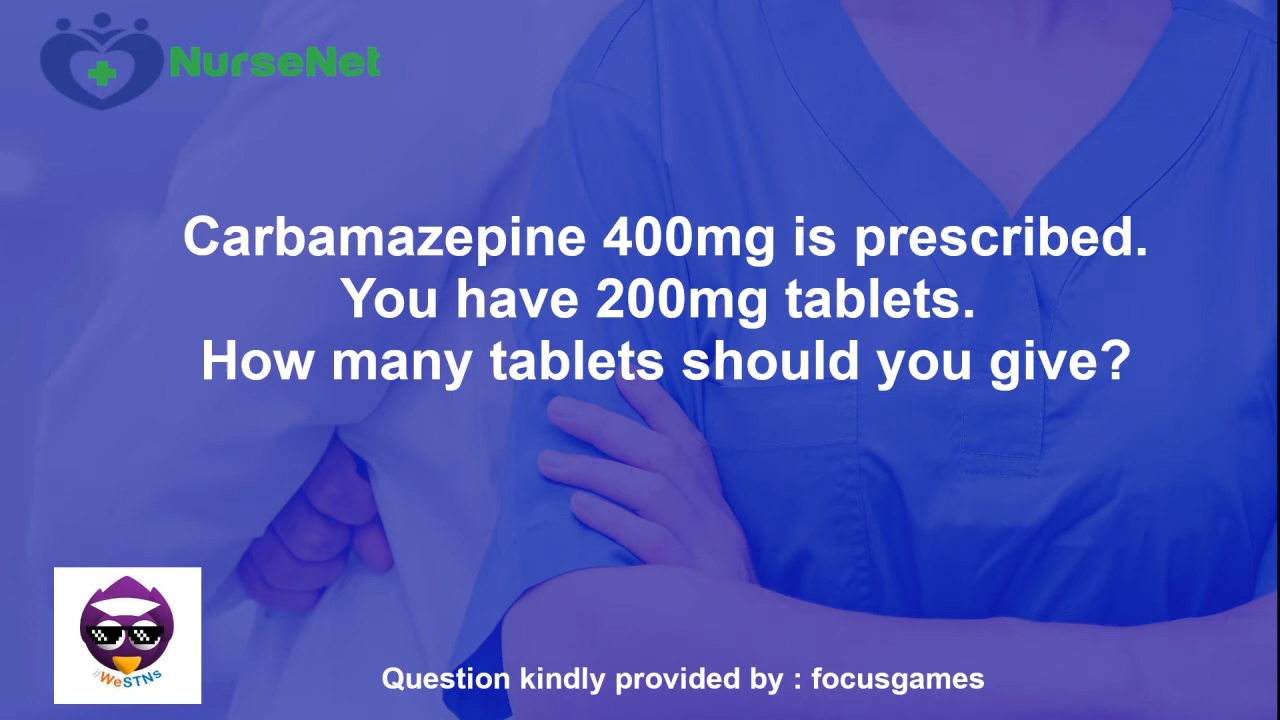 NurseNet
Carbamazepine 400mg is prescribed.
You have 200mg tablets.
How many tablets should you give?
#WeSTNs
Question kindly provided by : focusgames